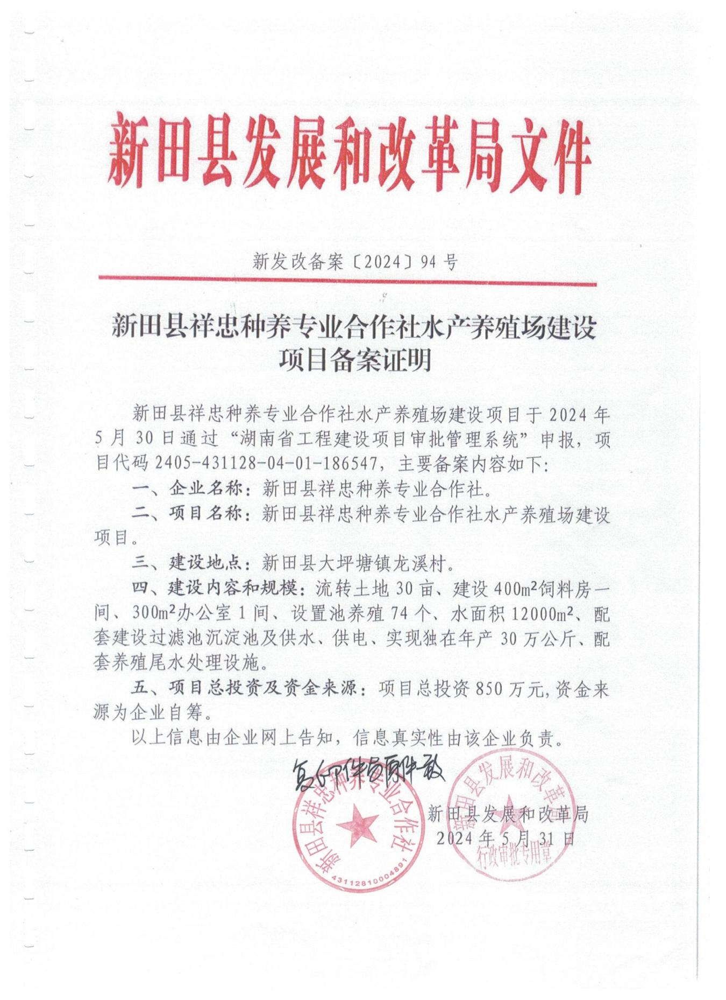 新田县发展和改革局文件
新发改备案〔2024〕94 号
新田县祥忠种养专业合作社水产养殖场建设
项目备案证明
新田县祥忠种养专业合作社水产养殖场建设项目于 2024 年
5 月 30 日通过“湖南省工程建设项目审批管理系统”申报，项
目代码 2405-431128-04-01-186547，主要备案内容如下：
一、企业名称：新田县祥忠种养专业合作社。
二、项目名称：新田县祥忠种养专业合作社水产养殖场建设
项目。
三、建设地点：新田县大坪塘镇龙溪村。
四、建设内容和规模：流转土地 30 亩、建设 400m²饲料房一
间、300m²办公室 1 间、设置池养殖 74 个、水面积 12000m²、配
套建设过滤池沉淀池及供水、供电、实现独在年产 30 万公斤、配
套养殖尾水处理设施。
五、项目总投资及资金来源：项目总投资 850 万元,资金来
源为企业自筹。
以上信息由企业网上告知，信息真实性由该企业负责。
复印件与原件一致
新田县祥忠种养专业合作社
43112810004891
新田县发展和改革局
行政审批专用章
新田县发展和改革局
2024 年 5 月 31 日